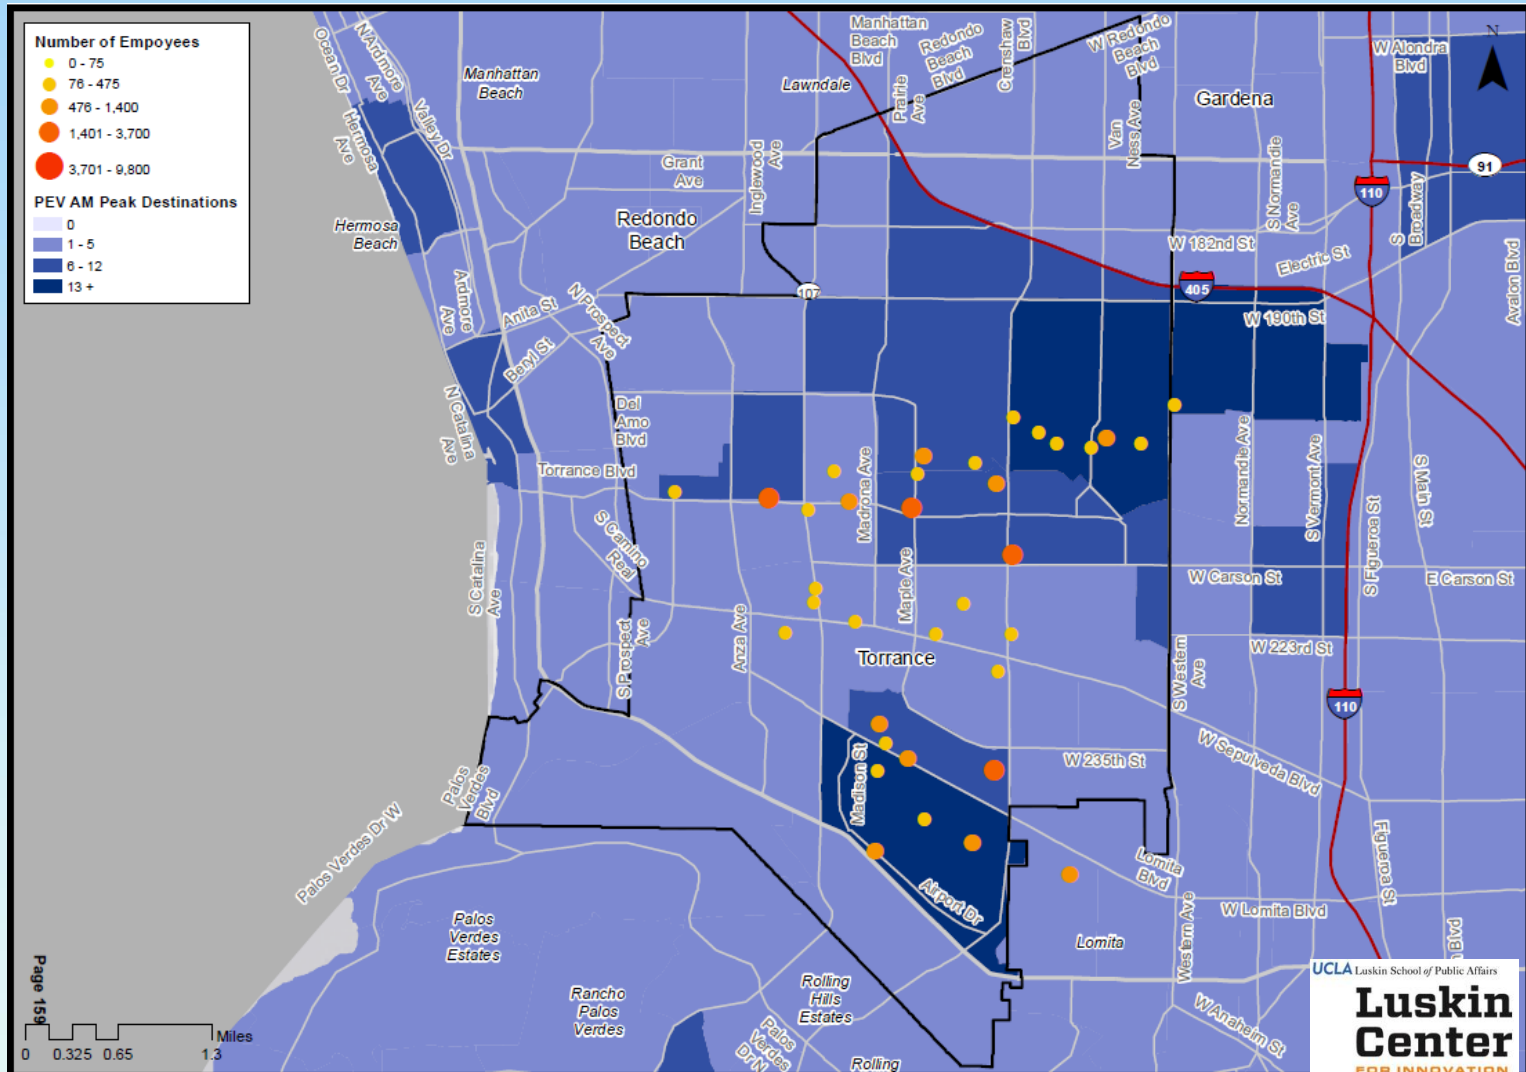 Number of Empoyees
0 - 75
76 - 475
476 - 1,400
1,401 - 3,700
3,701 - 9,800
PEV AM Peak Destinations
0
1 - 5
6 - 12
13 +
Ocean Dr
N Ardmore
Ave
Valley Dr
Hermosa
Ave
Manhattan
Beach
Lawndale
Manhattan
Beach
Blvd
Redondo
Beach
Blvd
Prairie
Ave
Crenshaw
Blvd
W Redondo
Beach
Blvd
Van
Ness Ave
Gardena
W Alondra
Blvd
N
91
110
S
Broadway
S Normandie
Ave
Grant
Ave
Inglewood
Ave
Redondo
Beach
Hermosa
Beach
W 182nd St
Electric St
405
W 190th St
Avalon Blvd
107
Ardmore
Ave
Anita St
N Prospect
Ave
Beryl St
N Catalina
Ave
Del
Amo
Blvd
Torrance Blvd
Madrona Ave
Normandie Ave
S Vermont Ave
S Figueroa St
S Main St
S Camino
Real
S Catalina
Ave
Maple Ave
W Carson St
E Carson St
Anza Ave
S Prospect
Ave
Torrance
S Western
Ave
W 223rd St
110
W Sepulveda Blvd
W 235th St
Madison St
Palos
Verdes
Blvd
Palos Verdes Dr W
Airport Dr
Lomita
Blvd
Figueroa St
W Lomita Blvd
Western Ave
Lomita
Blvd
Palos
Verdes
Estates
Rolling
Hills
Estates
Rancho
Palos
Verdes
Palos
Verdes
Dr N
Rolling
W Anaheim St
Page 159
Miles
0 0.325 0.65 1.3
UCLA Luskin School of Public Affairs
Luskin
Center
FOR INNOVATION